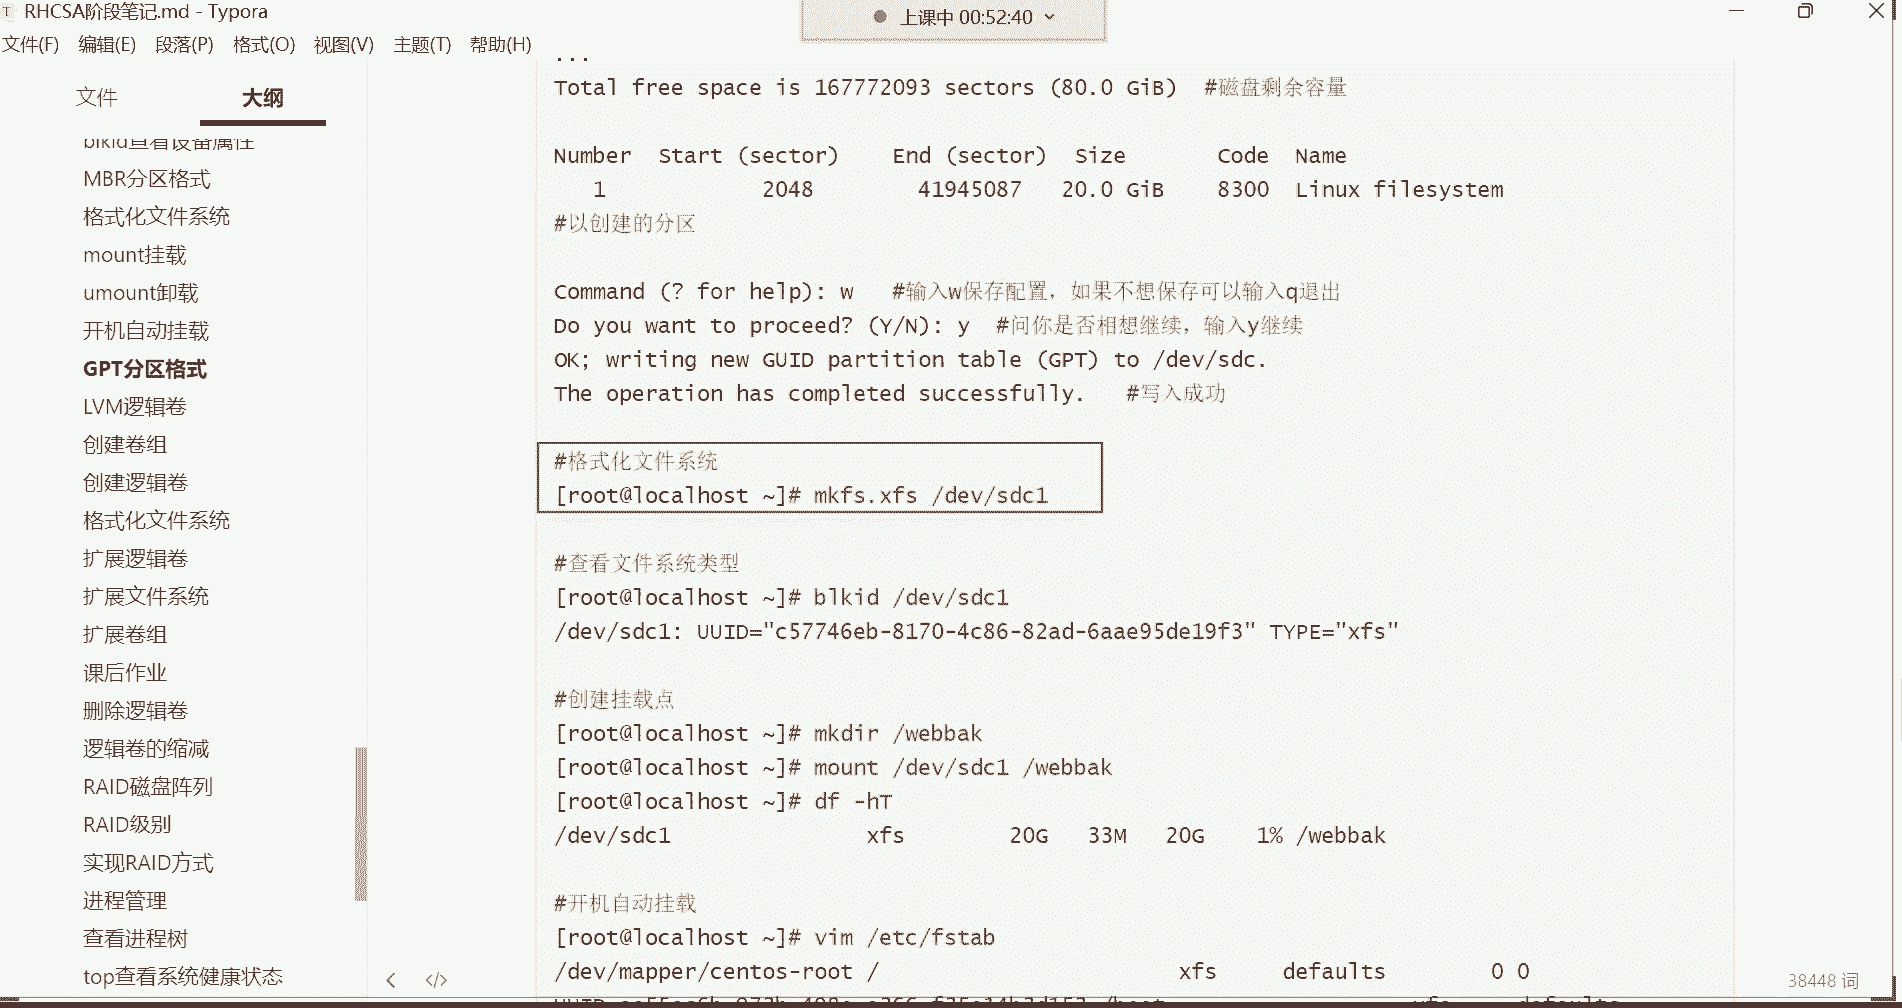 RHCSA阶段笔记.md - Typora
上课中 00:52:40
文件(F) 编辑(E) 段落(P) 格式(O) 视图(V) 主题(T) 帮助(H)
文件 大纲
blkid查看设备属性
MBR分区格式
格式化文件系统
mount挂载
umount卸载
开机自动挂载
GPT分区格式
LVM逻辑卷
创建卷组
创建逻辑卷
格式化文件系统
扩展逻辑卷
扩展文件系统
扩展卷组
课后作业
删除逻辑卷
逻辑卷的缩减
RAID磁盘阵列
RAID级别
实现RAID方式
进程管理
查看进程树
top查看系统健康状态
...
Total free space is 167772093 sectors (80.0 GiB) #磁盘剩余容量
Number Start (sector) End (sector) Size Code Name
1 2048 41945087 20.0 GiB 8300 Linux filesystem
#以创建的分区
Command (? for help): w #输入w保存配置，如果不想保存可以输入q退出
Do you want to proceed? (Y/N): y #问你是否相想继续，输入y继续
OK; writing new GUID partition table (GPT) to /dev/sdc.
The operation has completed successfully. #写入成功
#格式化文件系统
[root@localhost ~]# mkfs.xfs /dev/sdc1
#查看文件系统类型
[root@localhost ~]# blkid /dev/sdc1
/dev/sdc1: UUID="c57746eb-8170-4c86-82ad-6aae95de19f3" TYPE="xfs"
#创建挂载点
[root@localhost ~]# mkdir /webbak
[root@localhost ~]# mount /dev/sdc1 /webbak
[root@localhost ~]# df -hT
/dev/sdc1 xfs 20G 33M 20G 1% /webbak
#开机自动挂载
[root@localhost ~]# vim /etc/fstab
/dev/mapper/centos-root / xfs defaults 0 0
38448 词